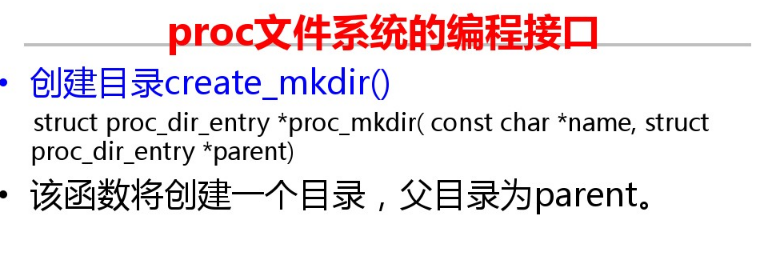 proc文件系统的编程接口
• 创建目录create_mkdir()
struct proc_dir_entry *proc_mkdir( const char *name, struct
proc_dir_entry *parent)
• 该函数将创建一个目录，父目录为parent。